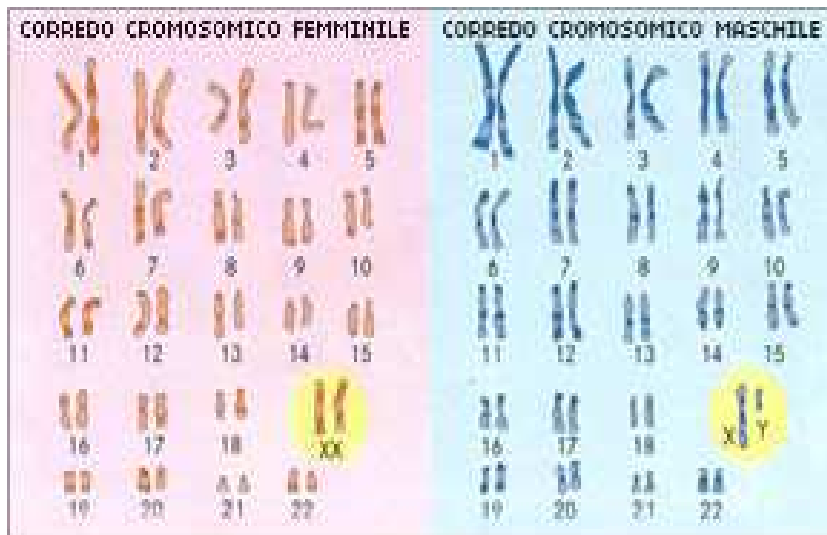 CORREDO CROMOSOMICO FEMMINILE
1 2 3 4 5
6 7 8 9 10
11 12 13 14 15
16 17 18 XX
19 20 21 22
CORREDO CROMOSOMICO MASCHILE
1 2 3 4 5
6 7 8 9 10
11 12 13 14 15
16 17 18 X Y
19 20 21 22